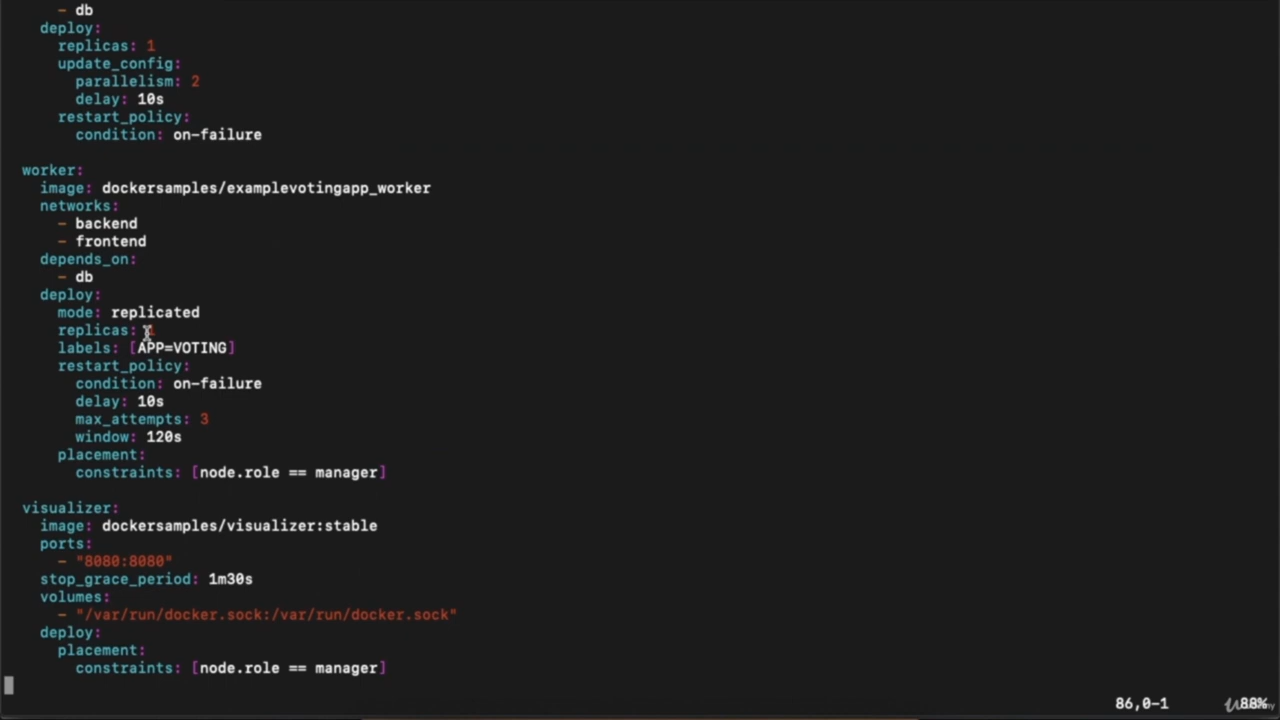 - db
deploy:
replicas: 1
update_config:
parallelism: 2
delay: 10s
restart_policy:
condition: on-failure
worker:
image: dockersamples/examplevotingapp_worker
networks:
- backend
- frontend
depends_on:
- db
deploy:
mode: replicated
replicas: 1
labels: [APP=VOTING]
restart_policy:
condition: on-failure
delay: 10s
max_attempts: 3
window: 120s
placement:
constraints: [node.role == manager]
visualizer:
image: dockersamples/visualizer:stable
ports:
- "8080:8080"
stop_grace_period: 1m30s
volumes:
- "/var/run/docker.sock:/var/run/docker.sock"
deploy:
placement:
constraints: [node.role == manager]
86,0-1 88%